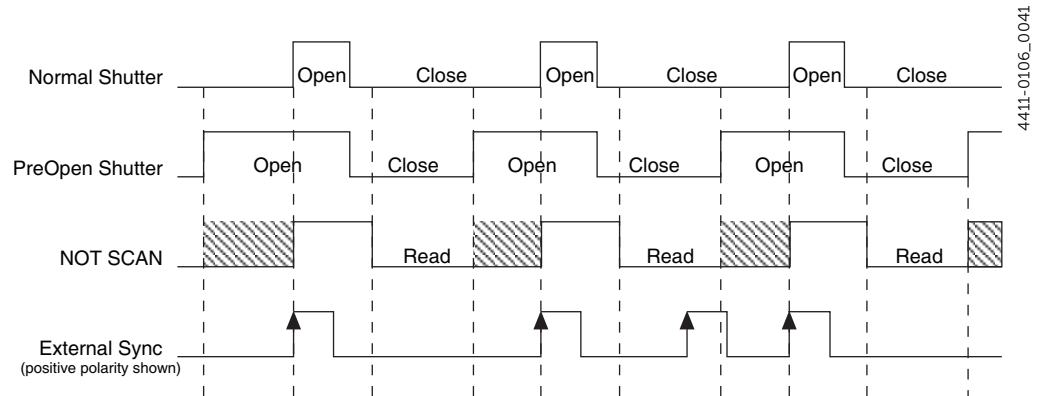 Normal Shutter Open Close Open Close Open Close
PreOpen Shutter Open Close Open Close Open Close
NOT SCAN Read Read Read
External Sync
(positive polarity shown)
4411-0106_0041